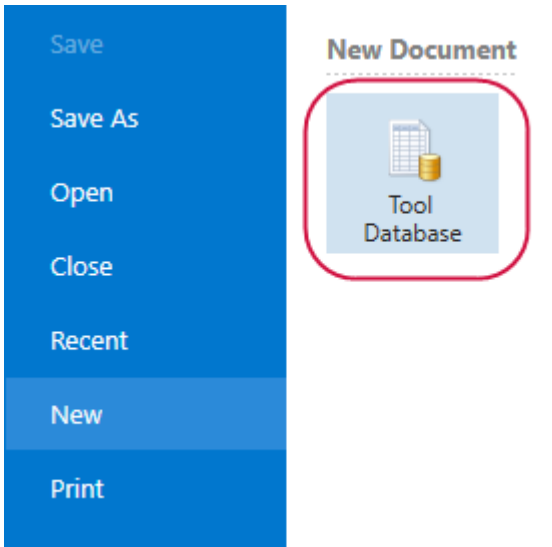 Save
Save As
Open
Close
Recent
New
Print
New Document
Tool
Database